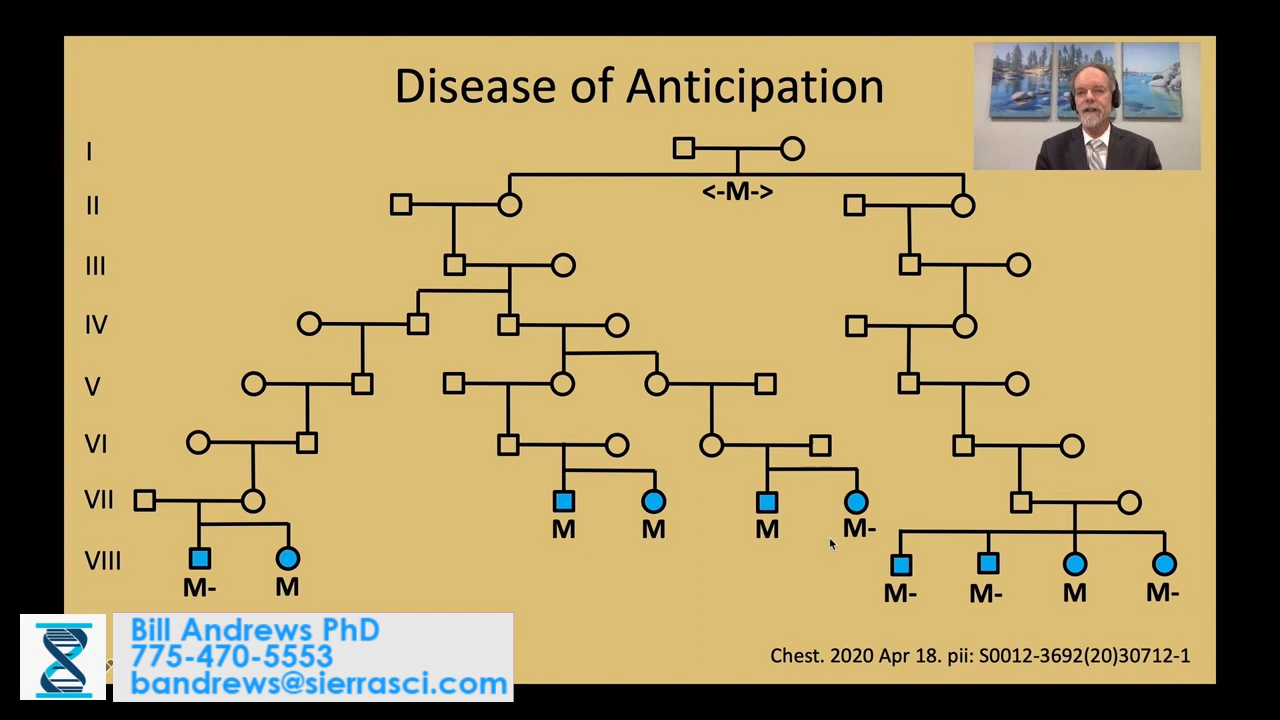 Disease of Anticipation
I
<-M->
II
III
IV
V
VI
VII
M M M M-
VIII
M- M
M- M- M M-
Bill Andrews PhD
775-470-5553
bandrews@sierrasci.com
Chest. 2020 Apr 18. pii: S0012-3692(20)30712-1